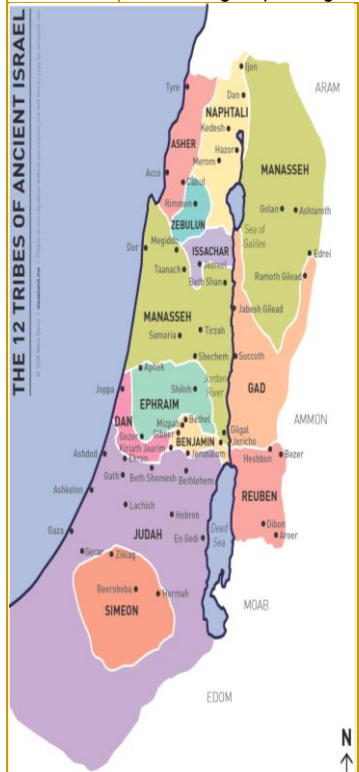 THE 12 TRIBES OF ANCIENT ISRAEL
Ijon
Tyre
Dan
ARAM
NAPHTALI
Kedesh
ASHER
Hazor
Merom
MANASSEH
Acco
Cabul
Rimmon
Golan
Ashtaroth
ZEBULUN
Sea of
Galilee
Dor
Megiddo
ISSACHAR
Edrei
Jezreel
Taanach
Ramoth Gilead
Beth Shan
MANASSEH
Jabesh Gilead
Tirzah
Samaria
Shechem
Succoth
Aphek
Jordan
River
GAD
Joppa
EPHRAIM
Shiloh
AMMON
DAN
Bethel
Mizpah
Gilgal
Gezer
Gibeon
BENJAMIN
Jericho
Kiriath Jearim
Jerusalem
Heshbon
Bezer
Ashdod
Ekron
Gath
Beth Shemesh
Bethlehem
REUBEN
Ashkelon
Lachish
Hebron
Dead
Sea
Dibon
Gaza
JUDAH
En Gedi
Aroer
Gerar
Ziklag
Beersheba
Hormah
MOAB
SIMEON
EDOM
N